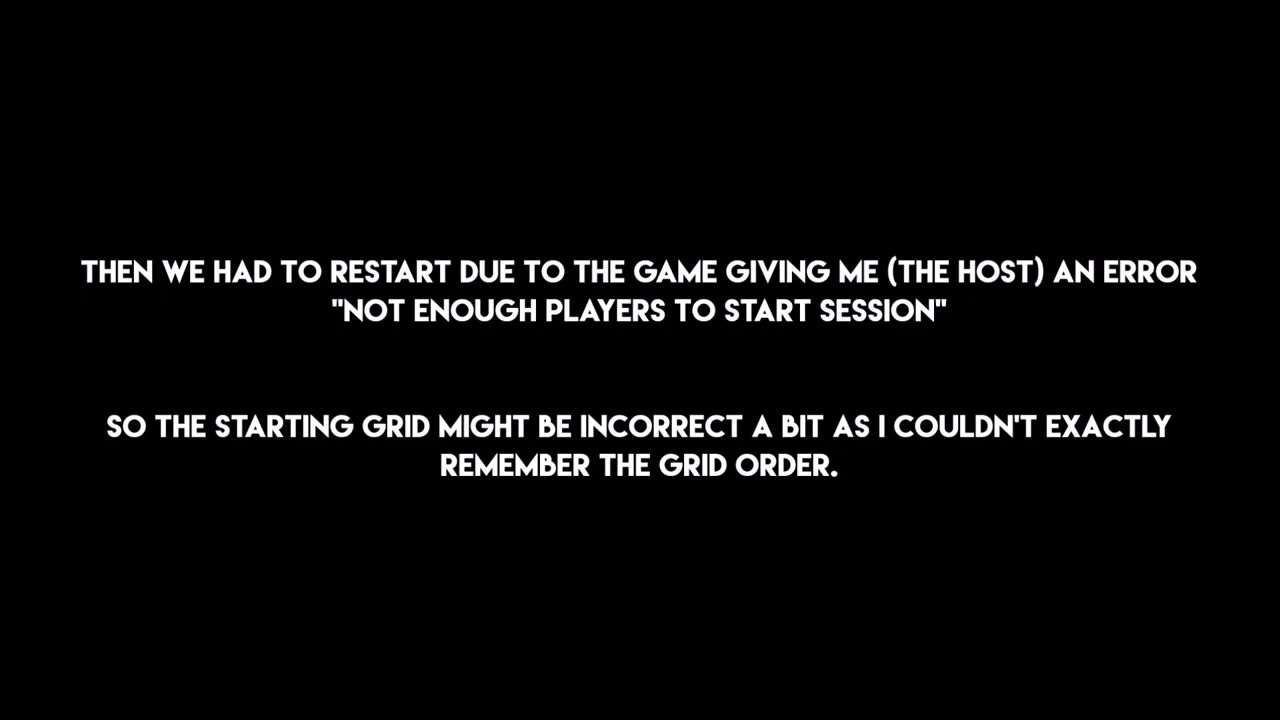 THEN WE HAD TO RESTART DUE TO THE GAME GIVING ME (THE HOST) AN ERROR
"NOT ENOUGH PLAYERS TO START SESSION"
SO THE STARTING GRID MIGHT BE INCORRECT A BIT AS I COULDN'T EXACTLY
REMEMBER THE GRID ORDER.